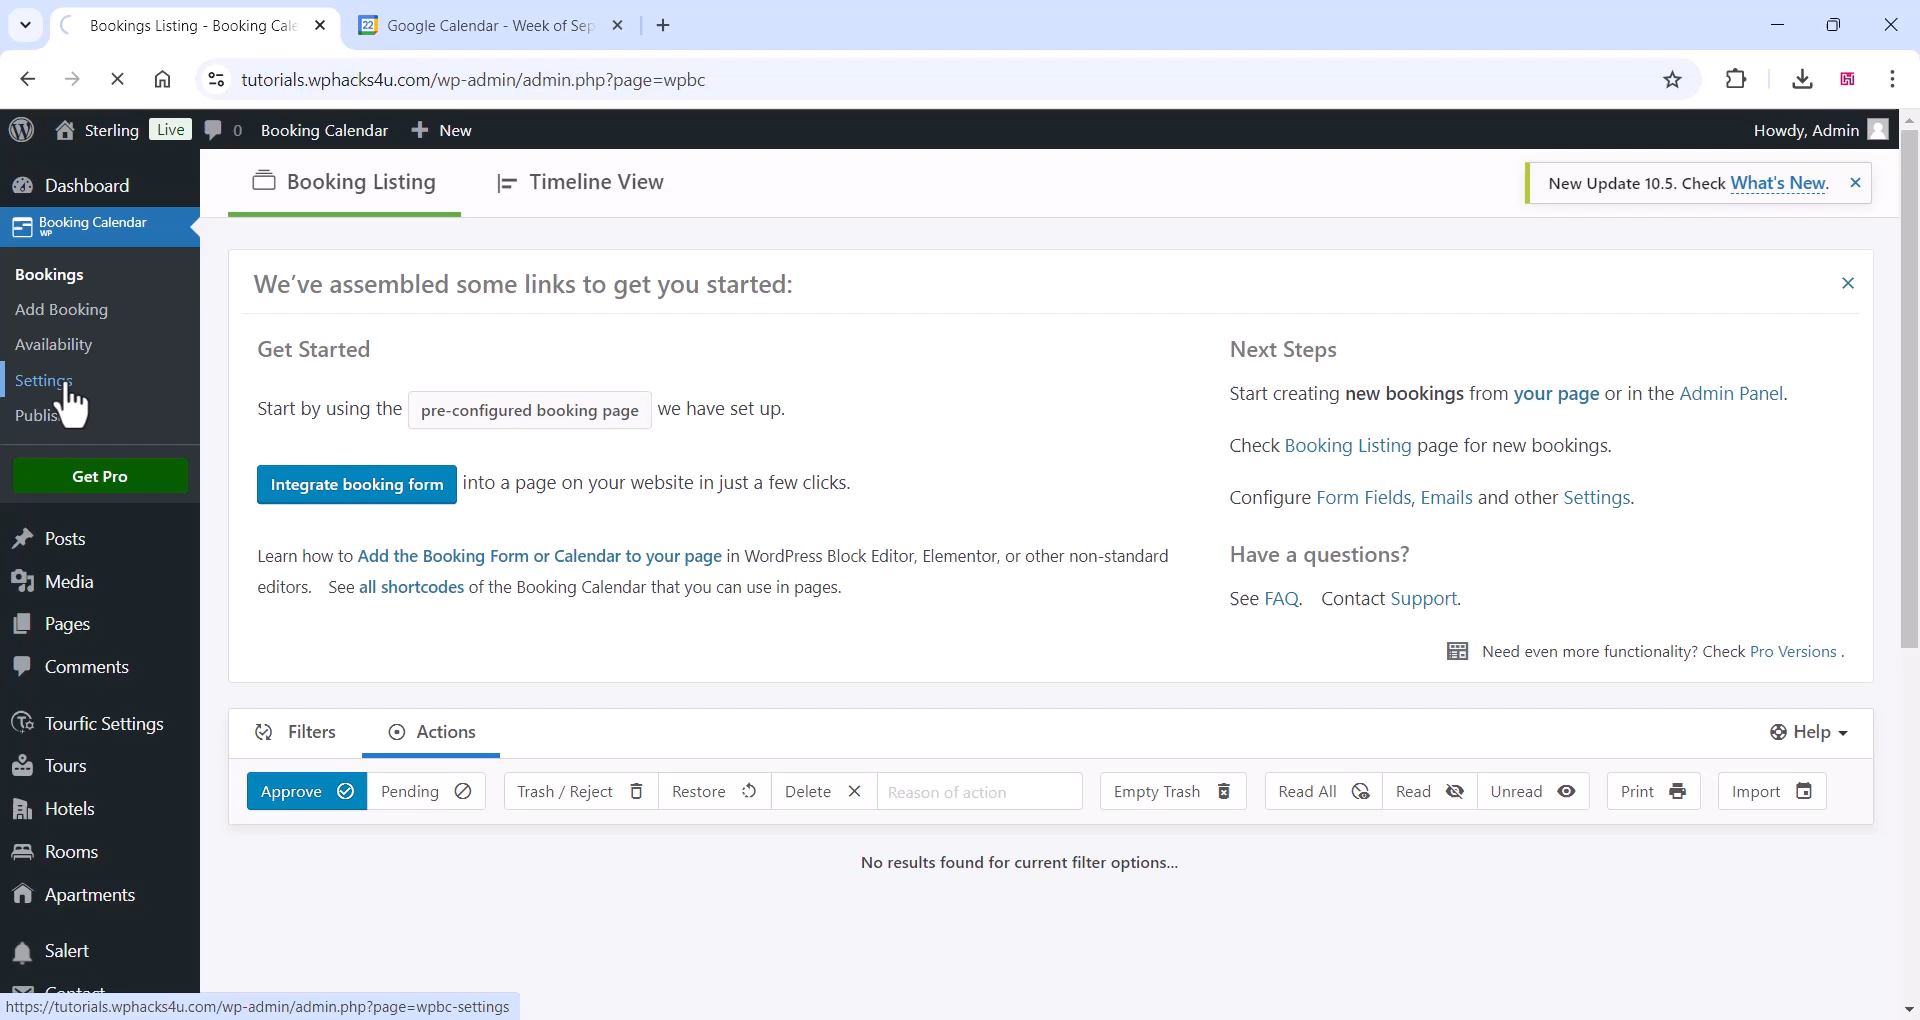 Bookings Listing - Booking Cale
Google Calendar - Week of Sep
tutorials.wphacks4u.com/wp-admin/admin.php?page=wpbc
Sterling Live 0 Booking Calendar New
Howdy, Admin
Dashboard
Booking Calendar
WP
Bookings
Add Booking
Availability
Settings
Publis
Get Pro
Posts
Media
Pages
Comments
Tourfic Settings
Tours
Hotels
Rooms
Apartments
Salert
Contact
https://tutorials.wphacks4u.com/wp-admin/admin.php?page=wpbc-settings
Booking Listing
Timeline View
New Update 10.5. Check What's New.
We've assembled some links to get you started:
Get Started
Start by using the pre-configured booking page we have set up.
Integrate booking form into a page on your website in just a few clicks.
Learn how to Add the Booking Form or Calendar to your page in WordPress Block Editor, Elementor, or other non-standard
editors. See all shortcodes of the Booking Calendar that you can use in pages.
Next Steps
Start creating new bookings from your page or in the Admin Panel.
Check Booking Listing page for new bookings.
Configure Form Fields, Emails and other Settings.
Have a questions?
See FAQ. Contact Support.
Need even more functionality? Check Pro Versions .
Filters
Actions
Help
Approve Pending Trash / Reject Restore Delete Reason of action Empty Trash Read All Read Unread Print Import
No results found for current filter options...